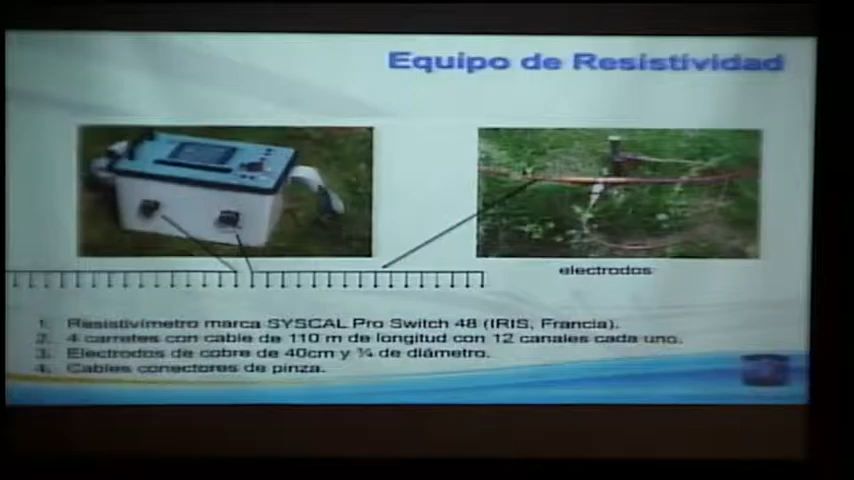 Equipo de Resistividad
electrodos
1. Resistivímetro marca SYSCAL Pro Switch 48 (IRIS, Francia).
2. 4 carretes con cable de 110 m de longitud con 12 canales cada uno.
3. Electrodos de cobre de 40cm y ¼ de diámetro.
4. Cables conectores de pinza.